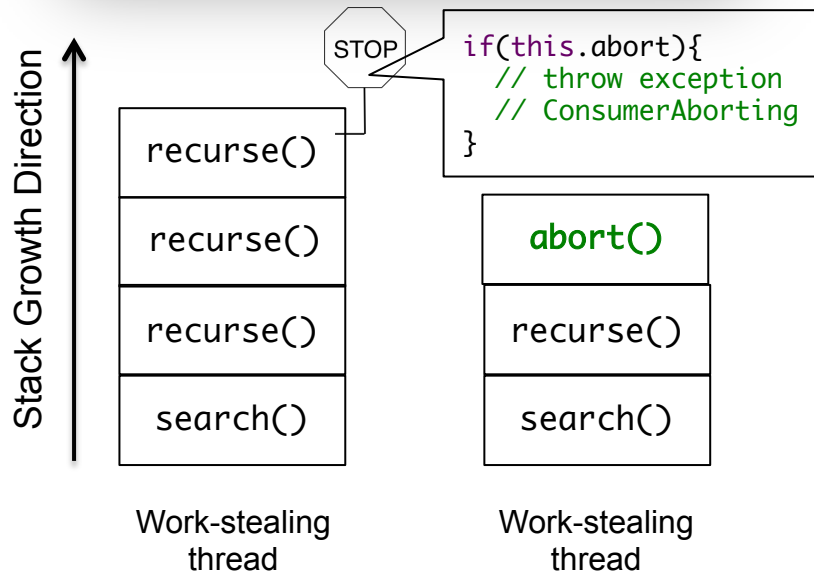 Stack Growth Direction
STOP
if(this.abort){
// throw exception
// ConsumerAborting
}
recurse()
recurse()
recurse()
search()
Work-stealing
thread
abort()
recurse()
search()
Work-stealing
thread